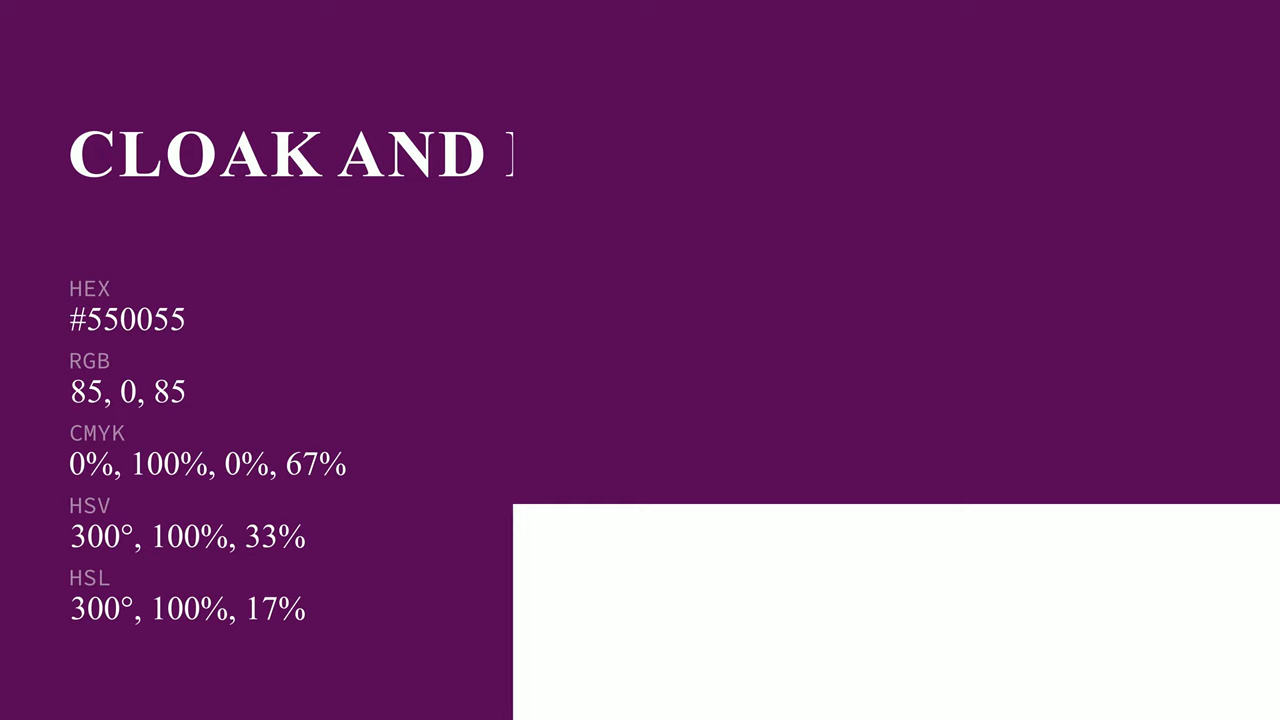 CLOAK AND
HEX
#550055
RGB
85, 0, 85
CMYK
0%, 100%, 0%, 67%
HSV
300°, 100%, 33%
HSL
300°, 100%, 17%